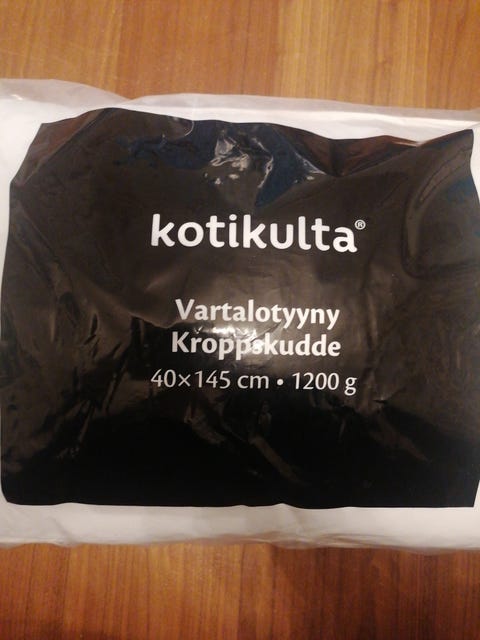 kotikulta®
Vartalotyyny
Kroppskudde
40×145 cm • 1200 g